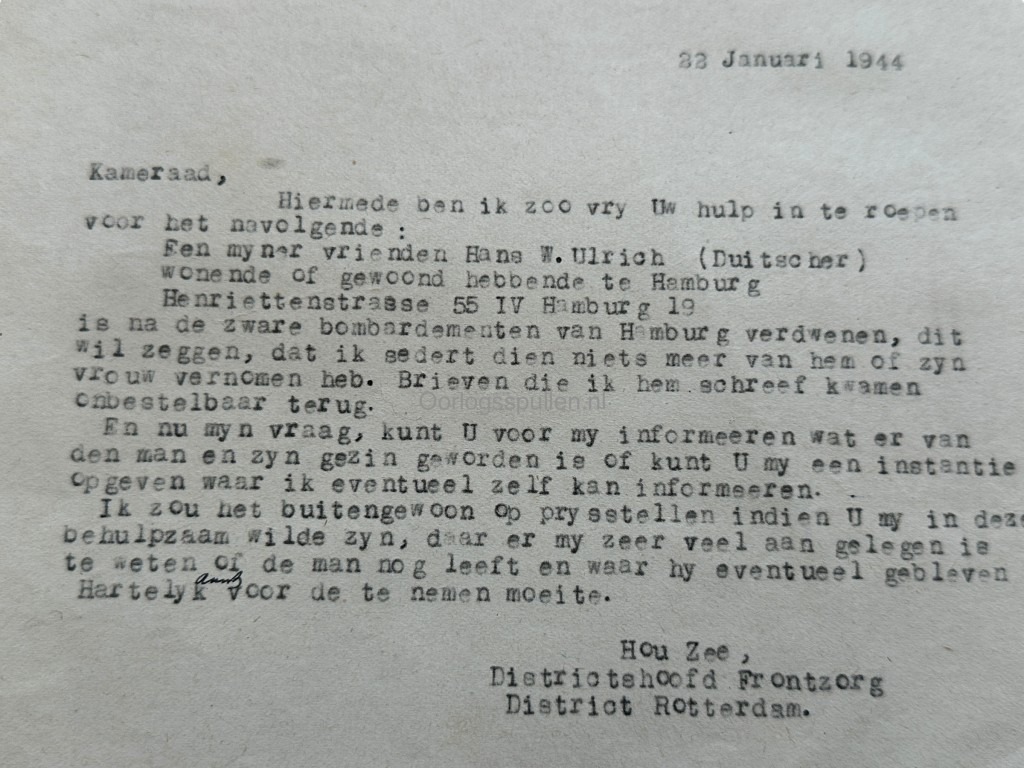 22 Januari 1944
Kameraad,
Hiermede ben ik zoo vry Uw hulp in te roepen
voor het navolgende:
Een myner vrienden Hans W.Ulrich (Duitscher)
wonende of gewoond hebbende te Hamburg
Henriettenstrasse 55 IV Hamburg 19
is na de zware bombardementen van Hamburg verdwenen, dit
wil zeggen, dat ik sedert dien niets meer van hem of zyn
vrouw vernomen heb. Brieven die ik hem schreef kwamen
onbestelbaar terug.
Oorlogsspullen.nl
En nu myn vraag, kunt U voor my informeeren wat er van
den man en zyn gezin geworden is of kunt U my een instantie
opgeven waar ik eventueel zelf kan informeeren.
Ik zou het buitengewoon op prysstellen indien U my in deze
behulpzaam wilde zyn, daar er my zeer veel aan gelegen is
te weten of de man nog leeft en waar hy eventueel gebleven
Hartelyk voor de te nemen moeite.
Hou Zee,
Districtshoofd Frontzorg
District Rotterdam.